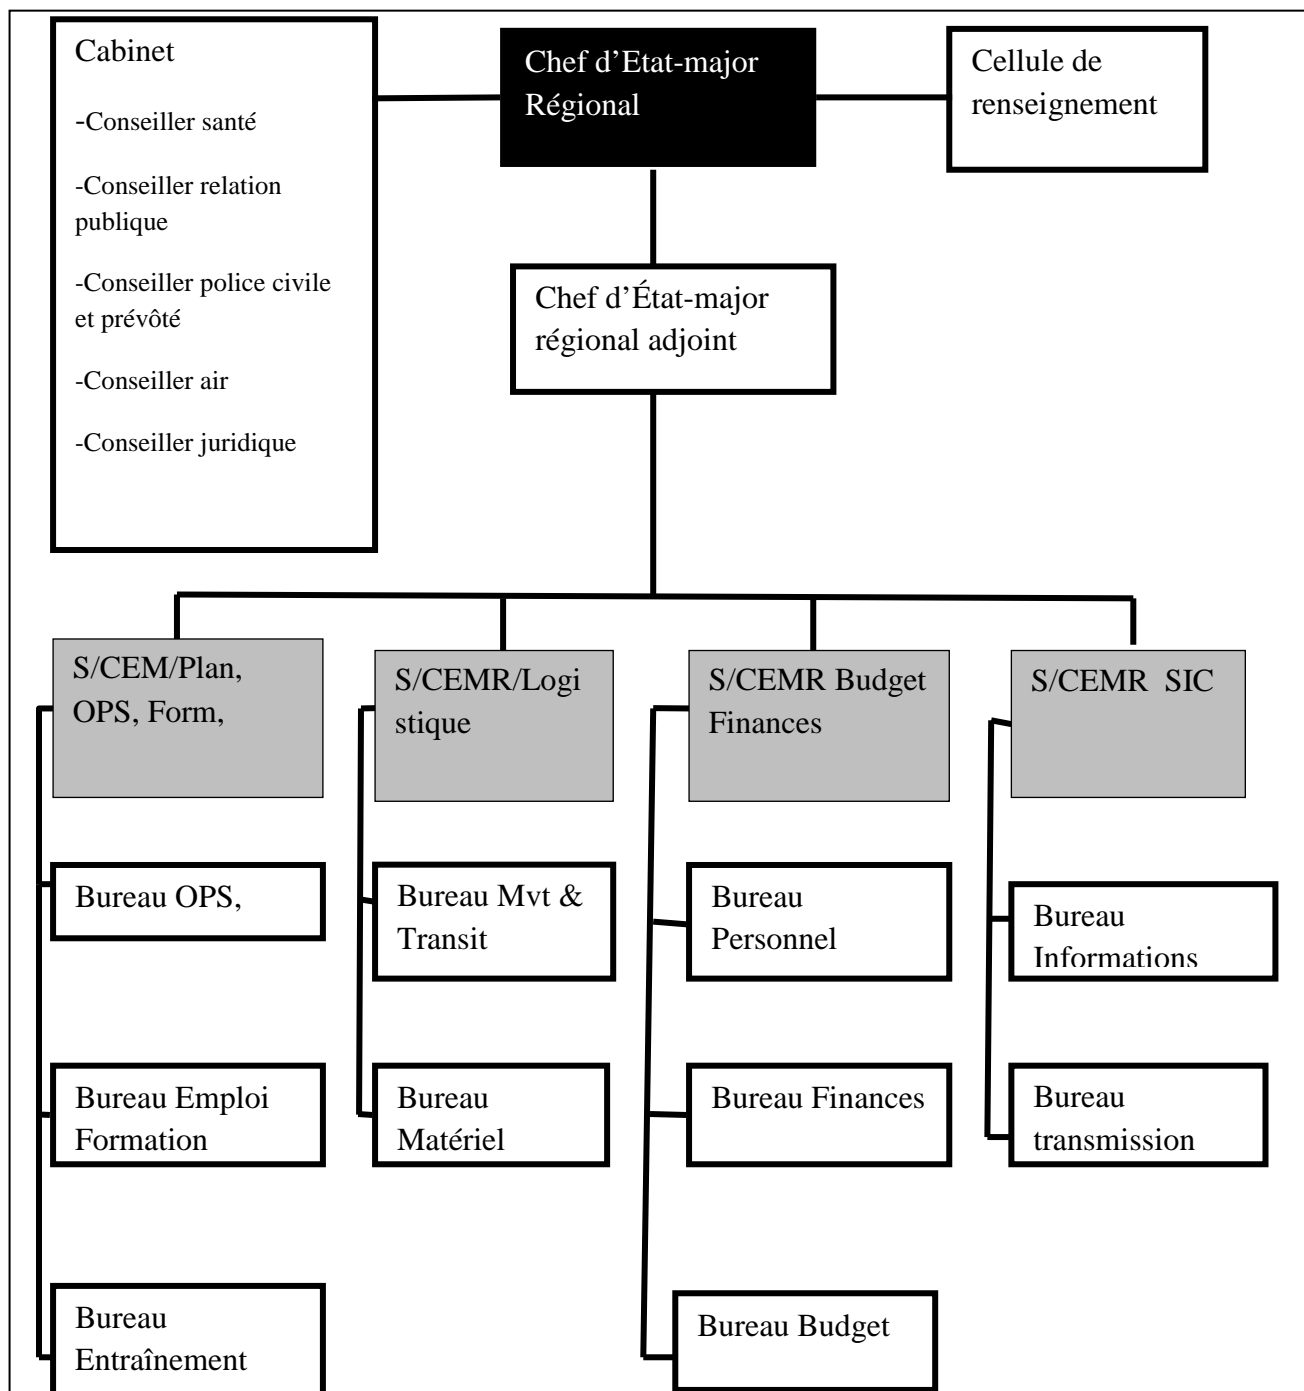 Cabinet
-Conseiller santé
-Conseiller relation
publique
-Conseiller police civile
et prévôté
-Conseiller air
-Conseiller juridique
Chef d’Etat-major
Régional
Cellule de
renseignement
Chef d’État-major
régional adjoint
S/CEM/Plan,
OPS, Form,
S/CEMR/Logi
stique
S/CEMR Budget
Finances
S/CEMR  SIC
Bureau OPS,
Bureau Mvt &
Transit
Bureau
Personnel
Bureau
Informations
Bureau Emploi
Formation
Bureau
Matériel
Bureau Finances
Bureau
transmission
Bureau
Entraînement
Bureau Budget